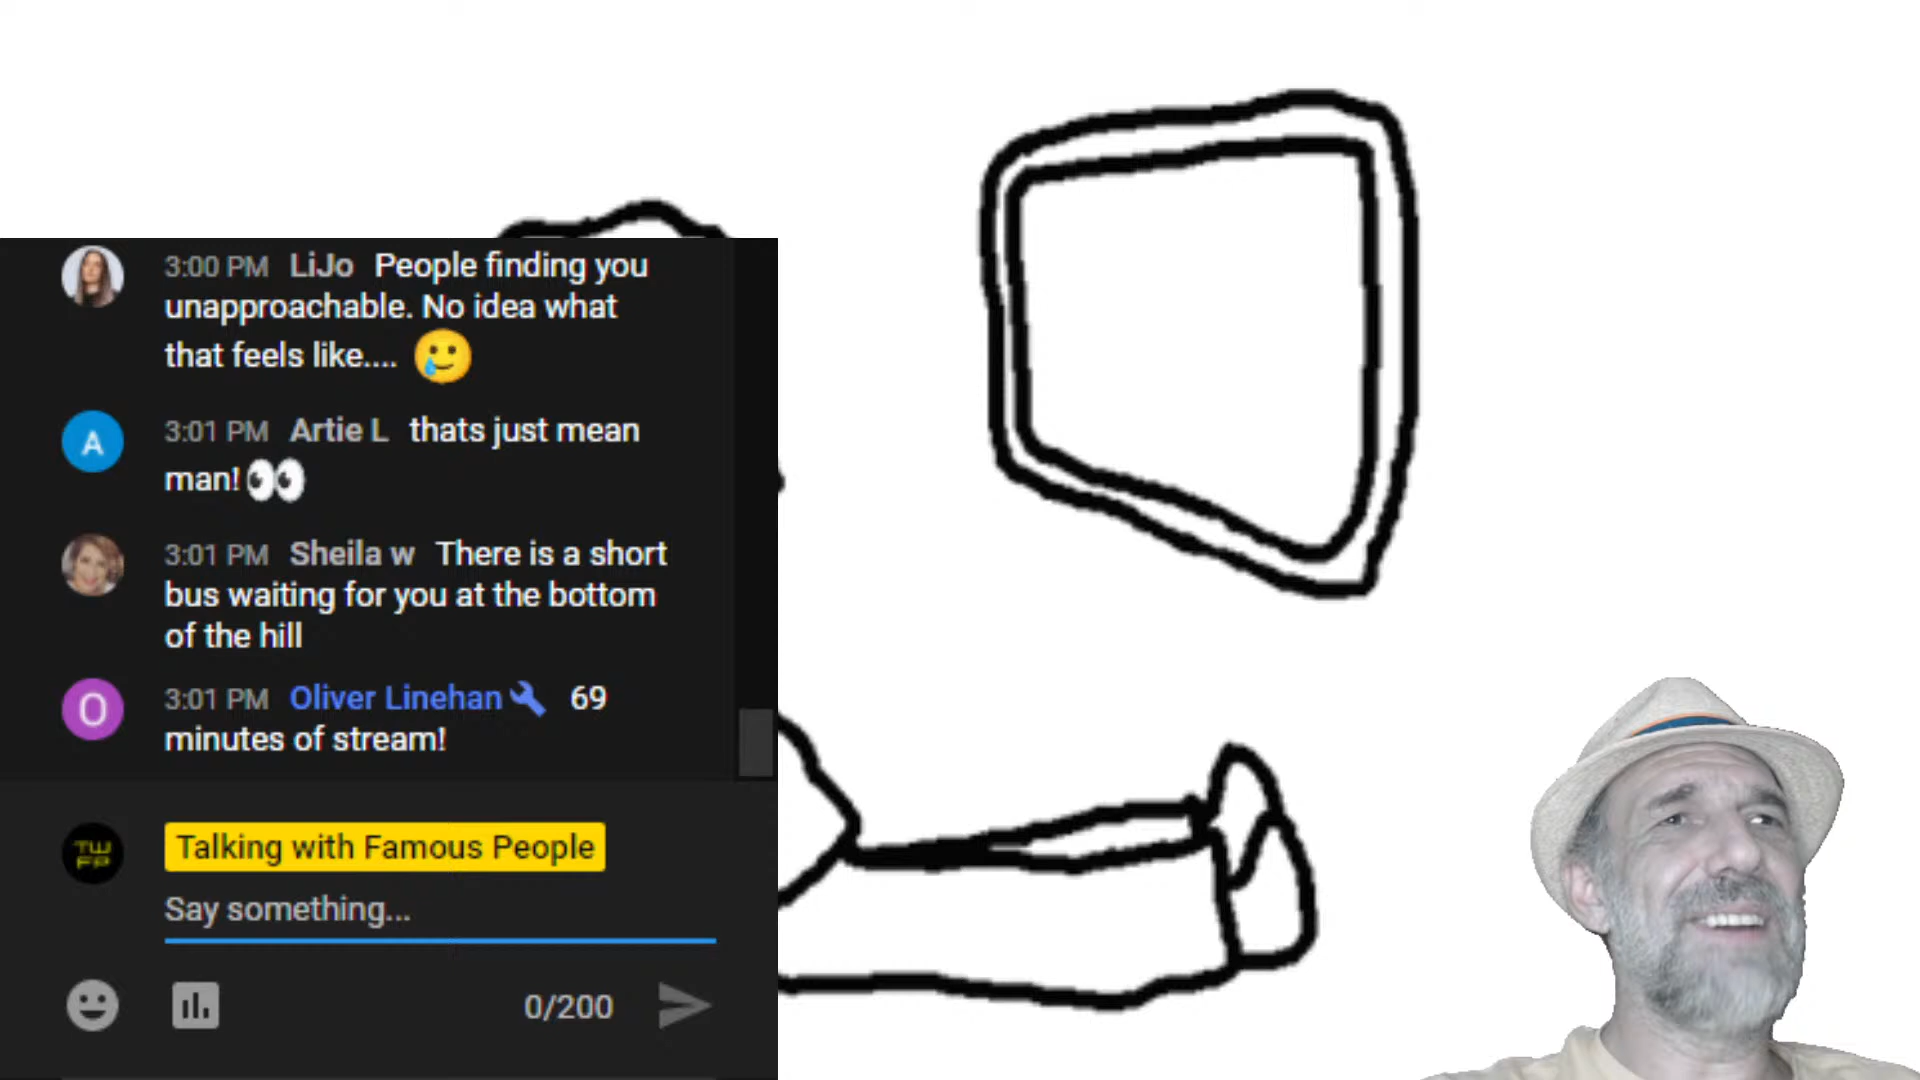 3:00 PM LiJo People finding you
unapproachable. No idea what
that feels like.... 🥲
A 3:01 PM Artie L thats just mean
man! 👀
3:01 PM Sheila w There is a short
bus waiting for you at the bottom
of the hill
O 3:01 PM Oliver Linehan 69
minutes of stream!
TW
FP
Talking with Famous People
Say something...
0/200